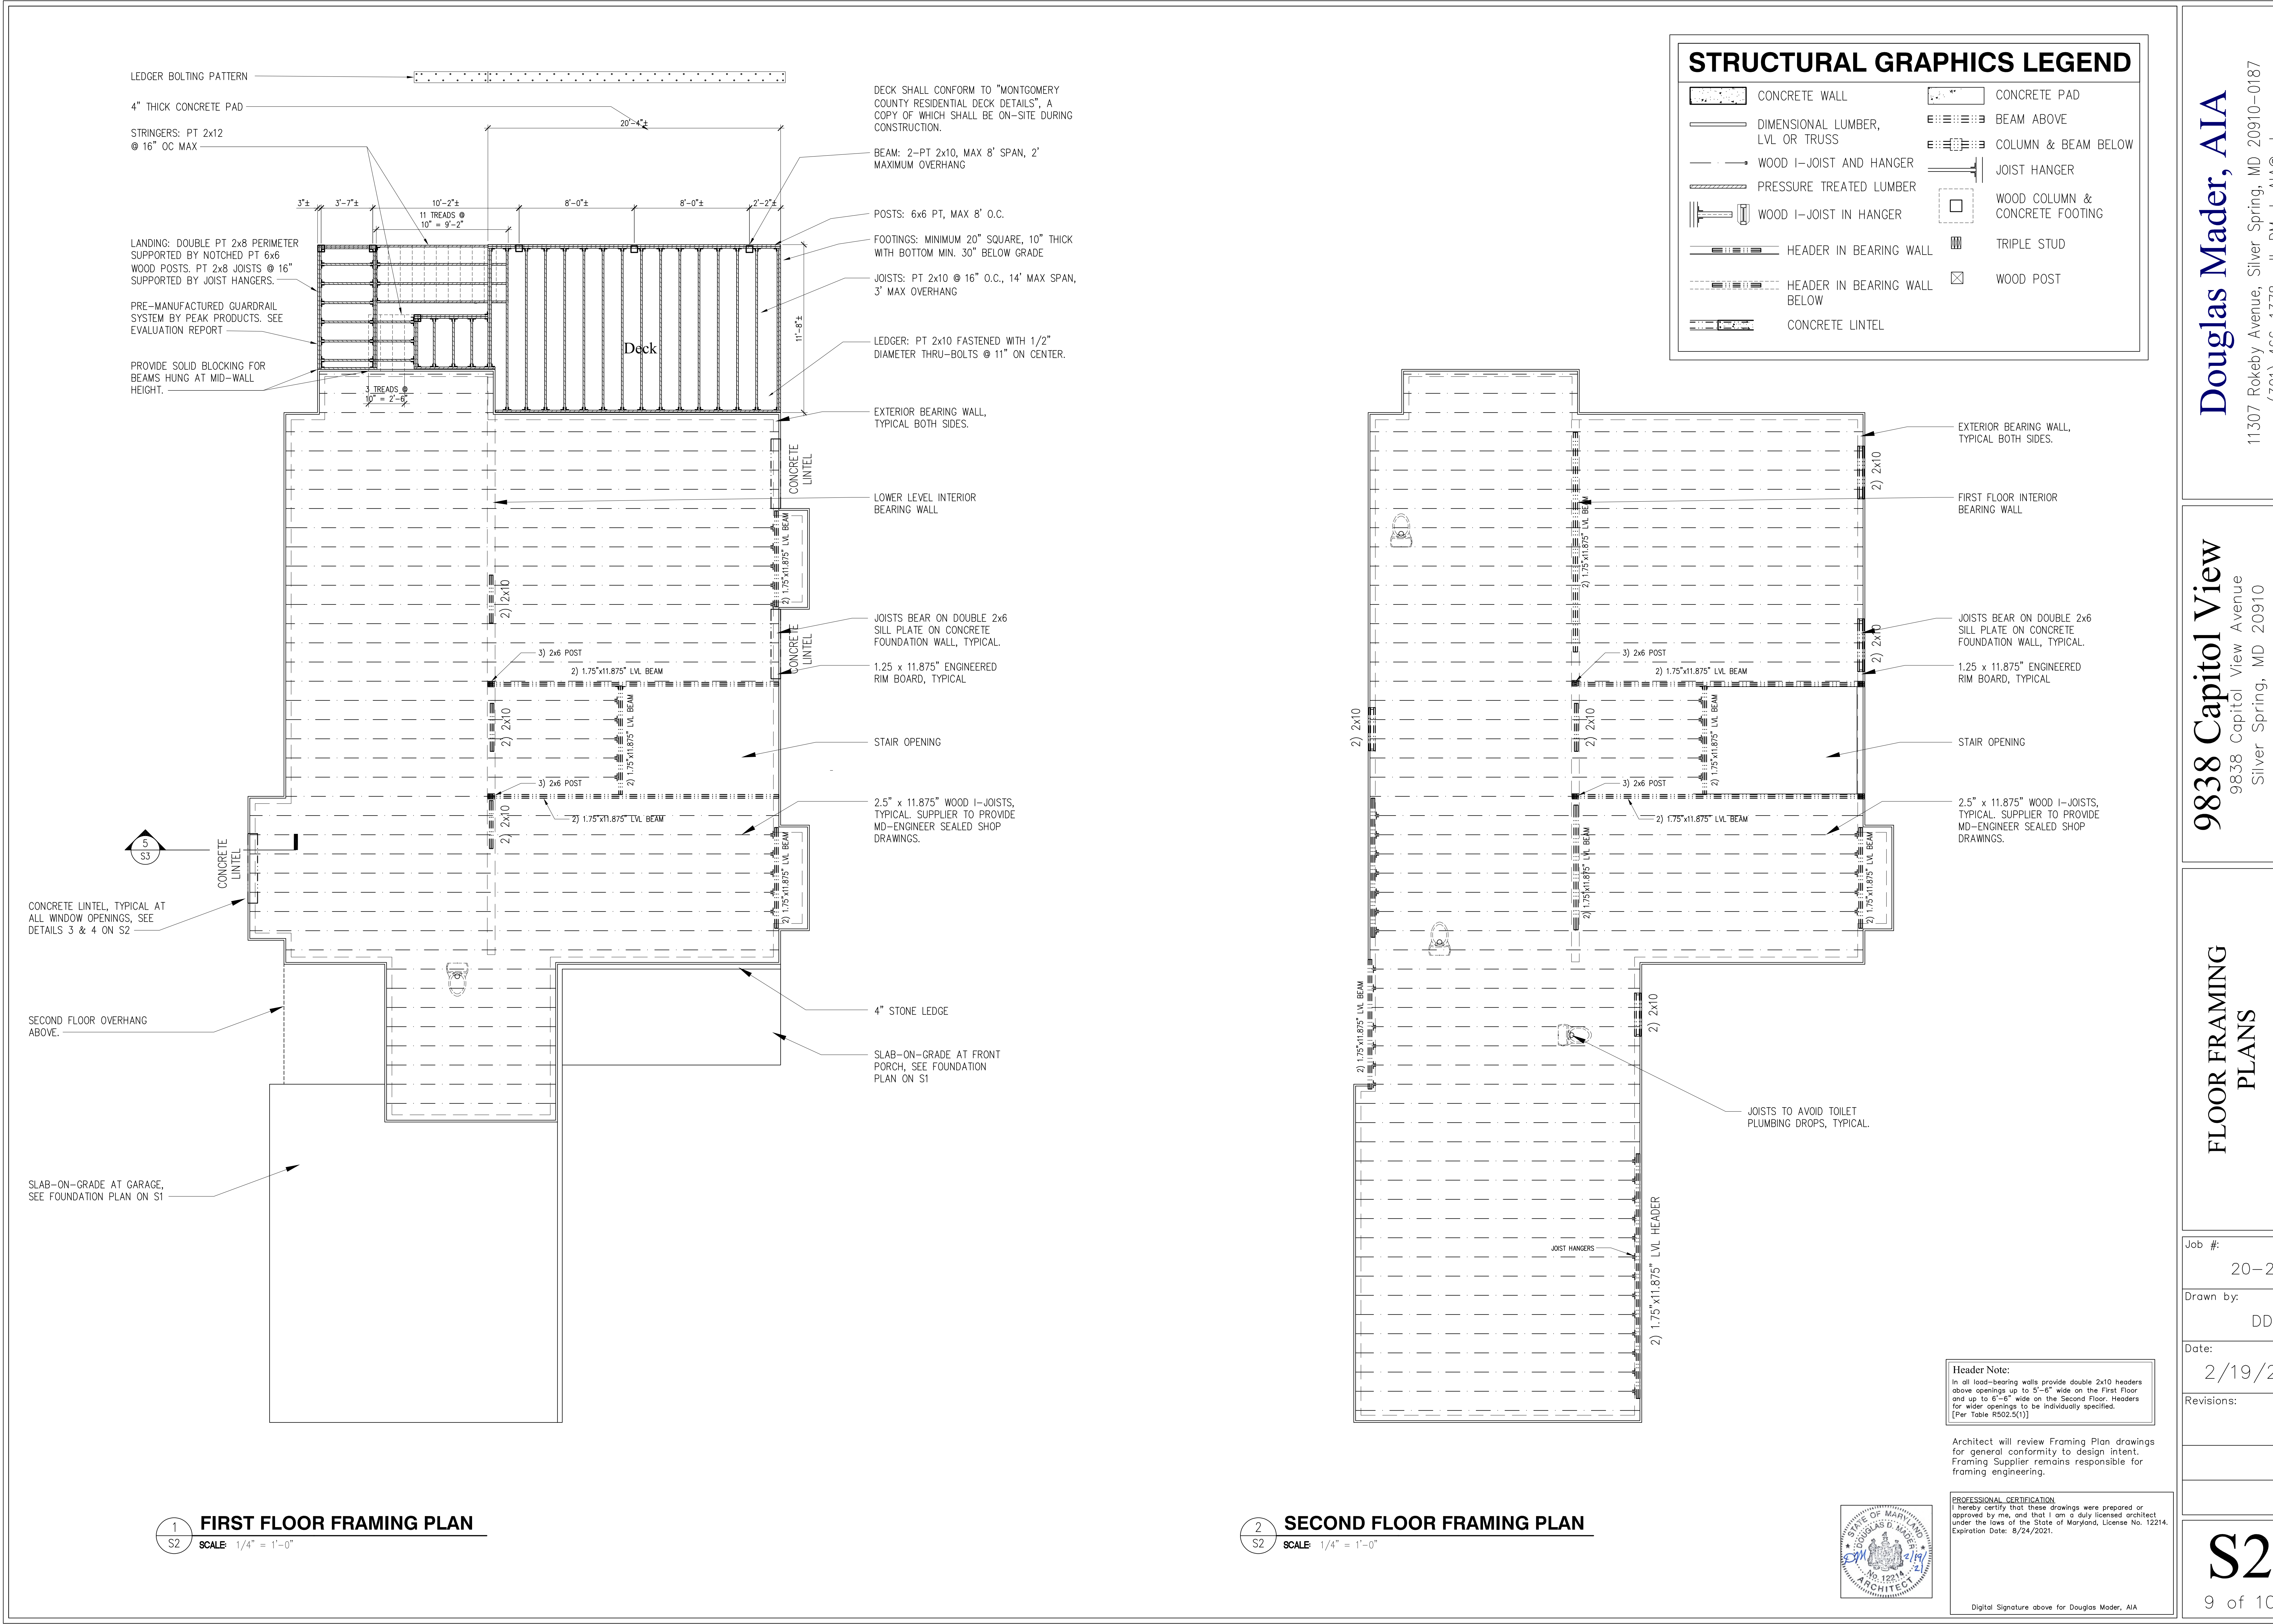 LEDGER BOLTING PATTERN
4" THICK CONCRETE PAD
STRINGERS: PT 2x12
@ 16" OC MAX
20'-4"±
3"±
3'-7"±
10'-2"±
8'-0"±
8'-0"±
2'-2"±
11 TREADS @
10" = 9'-2"
LANDING: DOUBLE PT 2x8 PERIMETER
SUPPORTED BY NOTCHED PT 6x6
WOOD POSTS. PT 2x8 JOISTS @ 16"
SUPPORTED BY JOIST HANGERS.
PRE-MANUFACTURED GUARDRAIL
SYSTEM BY PEAK PRODUCTS. SEE
EVALUATION REPORT
PROVIDE SOLID BLOCKING FOR
BEAMS HUNG AT MID-WALL
HEIGHT.
3 TREADS @
10" = 2'-6"
Deck
11'-8"±
DECK SHALL CONFORM TO "MONTGOMERY
COUNTY RESIDENTIAL DECK DETAILS", A
COPY OF WHICH SHALL BE ON-SITE DURING
CONSTRUCTION.
BEAM: 2-PT 2x10, MAX 8' SPAN, 2'
MAXIMUM OVERHANG
POSTS: 6x6 PT, MAX 8' O.C.
FOOTINGS: MINIMUM 20" SQUARE, 10" THICK
WITH BOTTOM MIN. 30" BELOW GRADE
JOISTS: PT 2x10 @ 16" O.C., 14' MAX SPAN,
3' MAX OVERHANG
LEDGER: PT 2x10 FASTENED WITH 1/2"
DIAMETER THRU-BOLTS @ 11" ON CENTER.
EXTERIOR BEARING WALL,
TYPICAL BOTH SIDES.
CONCRETE
LINTEL
LOWER LEVEL INTERIOR
BEARING WALL
2) 1.75"x11.875" LVL BEAM
2) 2x10
JOISTS BEAR ON DOUBLE 2x6
SILL PLATE ON CONCRETE
FOUNDATION WALL, TYPICAL.
CONCRETE
LINTEL
3) 2x6 POST
2) 1.75"x11.875" LVL BEAM
1.25 x 11.875" ENGINEERED
RIM BOARD, TYPICAL
2) 2x10
2) 1.75"x11.875" LVL BEAM
STAIR OPENING
3) 2x6 POST
2) 1.75"x11.875" LVL BEAM
2) 2x10
2.5" x 11.875" WOOD I-JOISTS,
TYPICAL. SUPPLIER TO PROVIDE
MD-ENGINEER SEALED SHOP
DRAWINGS.
2) 1.75"x11.875" LVL BEAM
5
S3
CONCRETE
LINTEL
CONCRETE LINTEL, TYPICAL AT
ALL WINDOW OPENINGS, SEE
DETAILS 3 & 4 ON S2
SECOND FLOOR OVERHANG
ABOVE.
4" STONE LEDGE
SLAB-ON-GRADE AT FRONT
PORCH, SEE FOUNDATION
PLAN ON S1
SLAB-ON-GRADE AT GARAGE,
SEE FOUNDATION PLAN ON S1
1
S2
FIRST FLOOR FRAMING PLAN
SCALE: 1/4" = 1'-0"
STRUCTURAL GRAPHICS LEGEND
CONCRETE WALL
DIMENSIONAL LUMBER,
LVL OR TRUSS
WOOD I-JOIST AND HANGER
PRESSURE TREATED LUMBER
WOOD I-JOIST IN HANGER
HEADER IN BEARING WALL
HEADER IN BEARING WALL
BELOW
CONCRETE LINTEL
CONCRETE PAD
BEAM ABOVE
COLUMN & BEAM BELOW
JOIST HANGER
WOOD COLUMN &
CONCRETE FOOTING
TRIPLE STUD
WOOD POST
EXTERIOR BEARING WALL,
TYPICAL BOTH SIDES.
2) 2x10
FIRST FLOOR INTERIOR
BEARING WALL
2) 1.75"x11.875" LVL BEAM
JOISTS BEAR ON DOUBLE 2x6
SILL PLATE ON CONCRETE
FOUNDATION WALL, TYPICAL.
2) 2x10
3) 2x6 POST
2) 1.75"x11.875" LVL BEAM
1.25 x 11.875" ENGINEERED
RIM BOARD, TYPICAL
2) 2x10
2) 2x10
2) 1.75"x11.875" LVL BEAM
STAIR OPENING
3) 2x6 POST
2) 1.75"x11.875" LVL BEAM
2.5" x 11.875" WOOD I-JOISTS,
TYPICAL. SUPPLIER TO PROVIDE
MD-ENGINEER SEALED SHOP
DRAWINGS.
2) 1.75"x11.875" LVL BEAM
2) 1.75"x11.875" LVL BEAM
2) 1.75"x11.875" LVL BEAM
2) 2x10
JOISTS TO AVOID TOILET
PLUMBING DROPS, TYPICAL.
JOIST HANGERS
2) 1.75"x11.875" LVL HEADER
2
S2
SECOND FLOOR FRAMING PLAN
SCALE: 1/4" = 1'-0"
Header Note:
In all load-bearing walls provide double 2x10 headers
above openings up to 5'-6" wide on the First Floor
and up to 6'-6" wide on the Second Floor. Headers
for wider openings to be individually specified.
[Per Table R502.5(1)]
Architect will review Framing Plan drawings
for general conformity to design intent.
Framing Supplier remains responsible for
framing engineering.
PROFESSIONAL CERTIFICATION
I hereby certify that these drawings were prepared or
approved by me, and that I am a duly licensed architect
under the laws of the State of Maryland, License No. 12214.
Expiration Date: 8/24/2021.
Digital Signature above for Douglas Mader, AIA
STATE OF MARYLAND
DOUGLAS D. MADER
No. 12214
ARCHITECT
DM 2/19/21
Douglas Mader, AIA
11307 Rokeby Avenue, Silver Spring, MD 20910-0187
9838 Capitol View
9838 Capitol View Avenue
Silver Spring, MD 20910
FLOOR FRAMING
PLANS
Job #:
20-2
Drawn by:
DD
Date:
2/19/2
Revisions:
S2
9 of 10